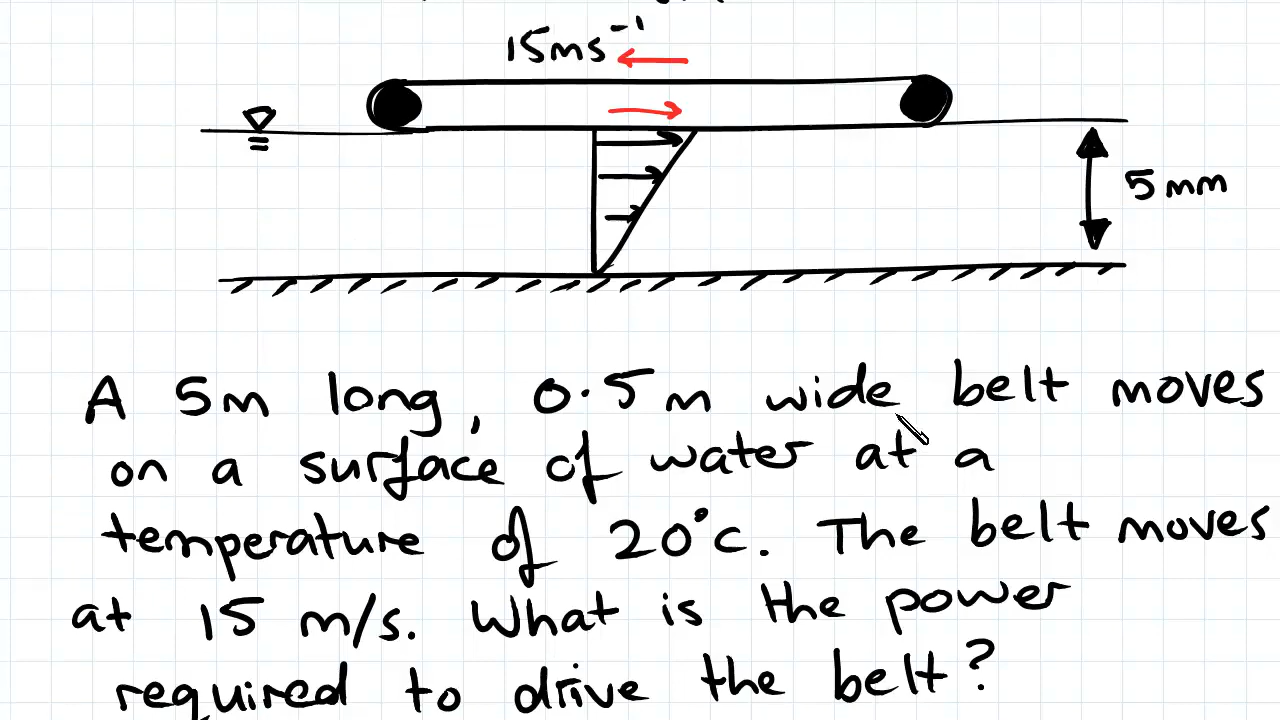 15ms⁻¹
5mm
A 5m long, 0.5m wide belt moves
on a surface of water at a
temperature of 20°c. The belt moves
at 15 m/s. What is the power
required to drive the belt?